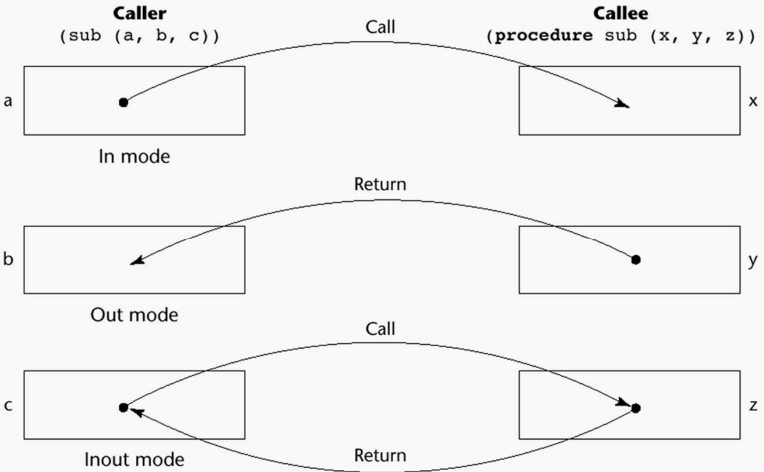 Caller
(sub (a, b, c))
Callee
(procedure sub (x, y, z))
Call
a
x
In mode
Return
b
y
Out mode
Call
c
z
Inout mode
Return